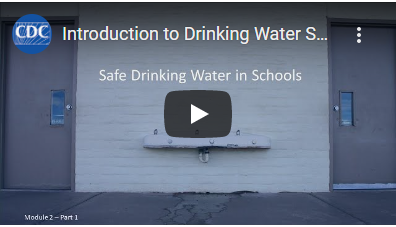 CDC
Introduction to Drinking Water S...
Safe Drinking Water in Schools
Module 2 – Part 1